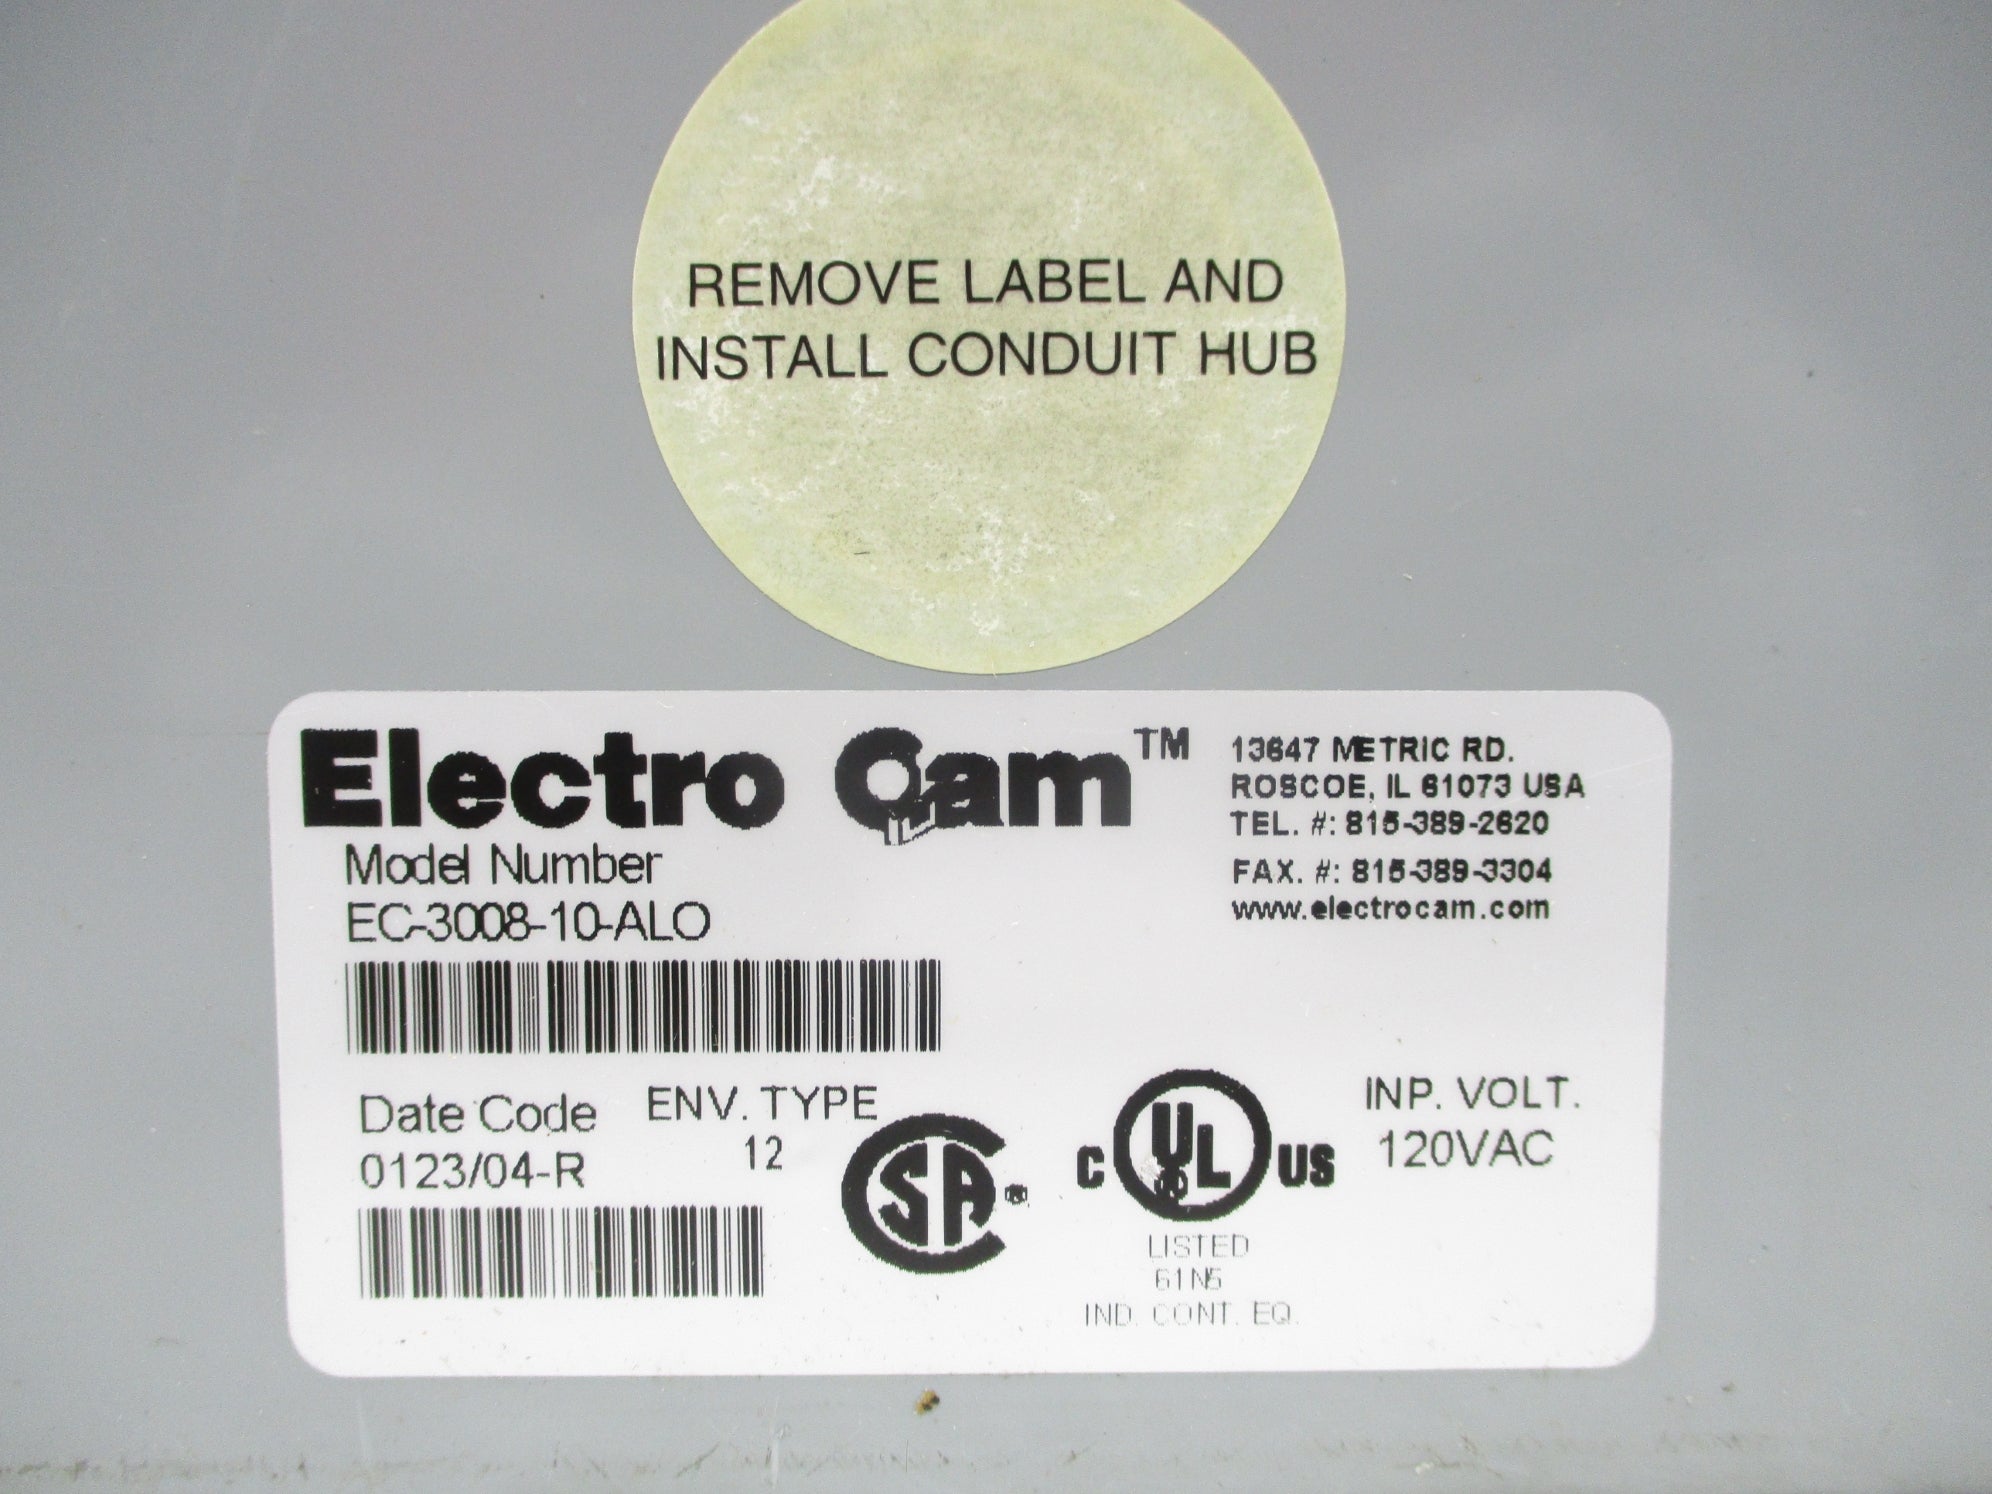 REMOVE LABEL AND
INSTALL CONDUIT HUB
Electro Cam™
13647 METRIC RD.
ROSCOE, IL 61073 USA
TEL. #: 815-389-2620
FAX. #: 815-389-3304
www.electrocam.com
Model Number
EC-3008-10-ALO
Date Code
0123/04-R
ENV. TYPE
12
CSA ®
C UL US
LISTED
61N5
IND. CONT. EQ.
INP. VOLT.
120VAC